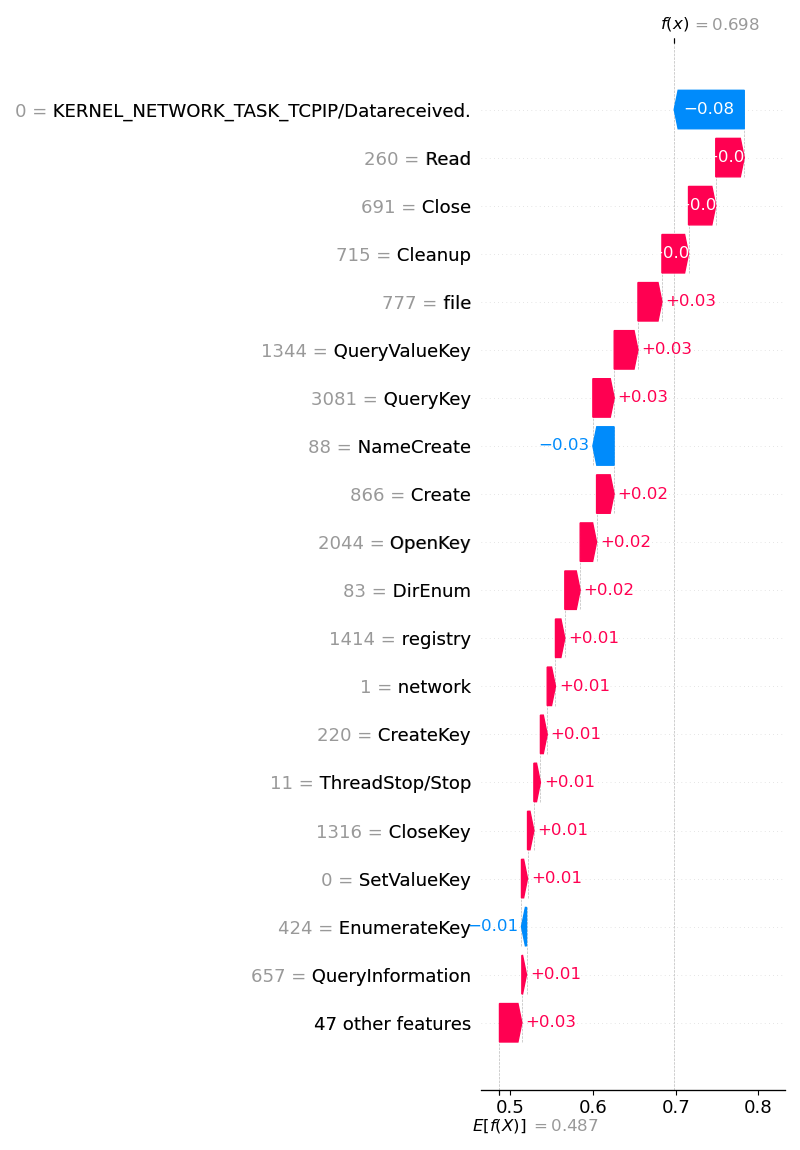 f(x) = 0.698
0 = KERNEL_NETWORK_TASK_TCPIP/Datareceived. −0.08
260 = Read
691 = Close
715 = Cleanup
777 = file +0.03
1344 = QueryValueKey +0.03
3081 = QueryKey +0.03
88 = NameCreate −0.03
866 = Create +0.02
2044 = OpenKey +0.02
83 = DirEnum +0.02
1414 = registry +0.01
1 = network +0.01
220 = CreateKey +0.01
11 = ThreadStop/Stop +0.01
1316 = CloseKey +0.01
0 = SetValueKey +0.01
424 = EnumerateKey −0.01
657 = QueryInformation +0.01
47 other features +0.03
0.5 0.6 0.7 0.8
E[f(X)] = 0.487